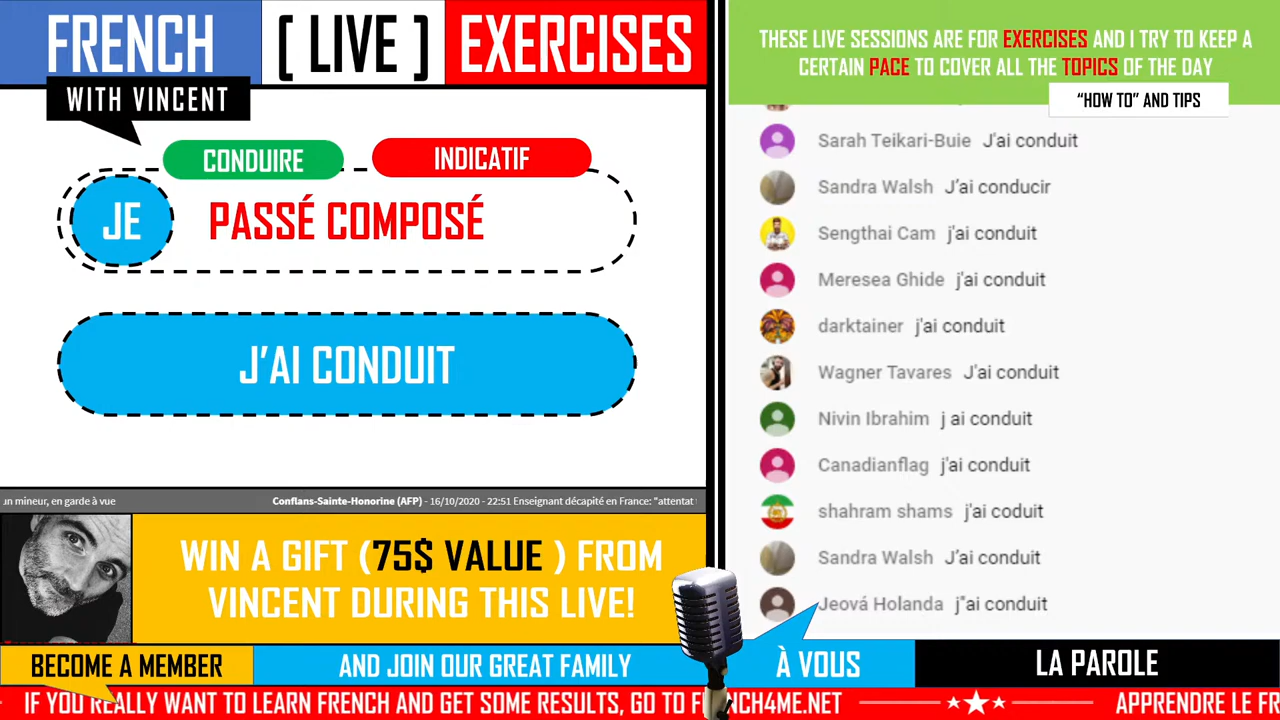 FRENCH
WITH VINCENT
[ LIVE ]
EXERCISES
CONDUIRE
INDICATIF
JE
PASSÉ COMPOSÉ
J'AI CONDUIT
un mineur, en garde à vue
Conflans-Sainte-Honorine (AFP) - 16/10/2020 - 22:51 Enseignant décapité en France: "attentat
WIN A GIFT (75$ VALUE ) FROM
VINCENT DURING THIS LIVE!
BECOME A MEMBER
AND JOIN OUR GREAT FAMILY
THESE LIVE SESSIONS ARE FOR EXERCISES AND I TRY TO KEEP A
CERTAIN PACE TO COVER ALL THE TOPICS OF THE DAY
“HOW TO” AND TIPS
Sarah Teikari-Buie J'ai conduit
Sandra Walsh J’ai conducir
Sengthai Cam j'ai conduit
Meresea Ghide j'ai conduit
darktainer j'ai conduit
Wagner Tavares J'ai conduit
Nivin Ibrahim j ai conduit
Canadianflag j'ai conduit
shahram shams j'ai coduit
Sandra Walsh J’ai conduit
Jeová Holanda j"ai conduit
À VOUS
LA PAROLE
IF YOU REALLY WANT TO LEARN FRENCH AND GET SOME RESULTS, GO TO FRENCH4ME.NET
APPRENDRE LE FR